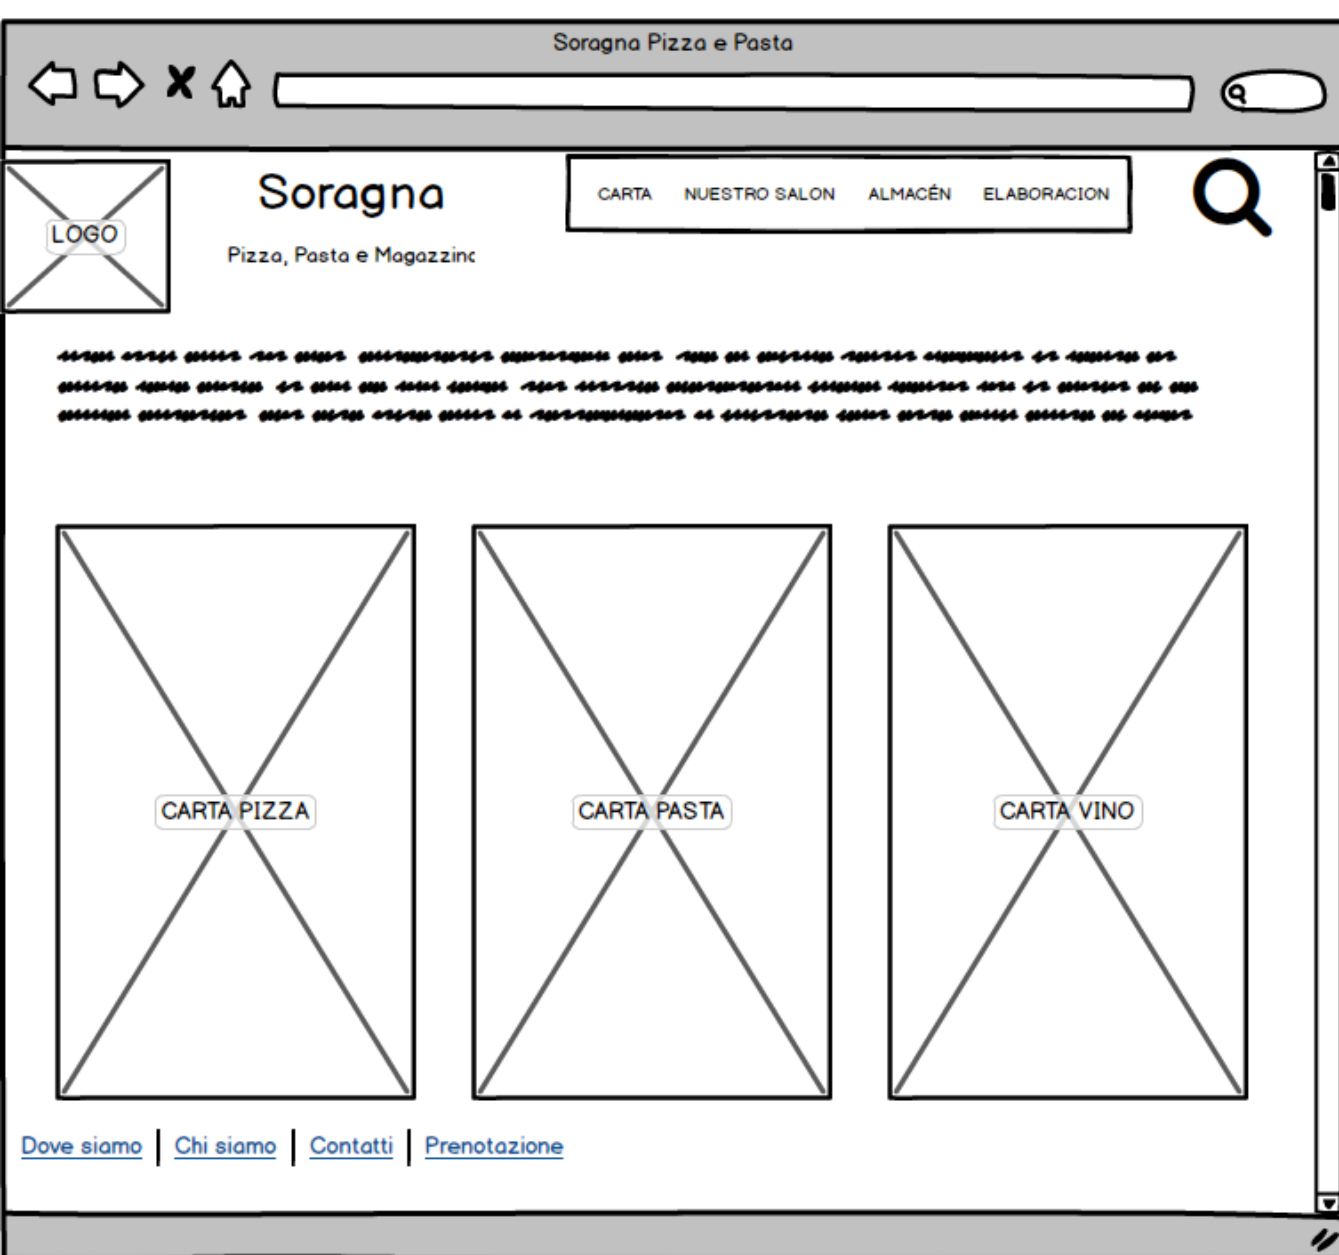 Soragna Pizza e Pasta
LOGO
Soragna
Pizza, Pasta e Magazzino
CARTA NUESTRO SALON ALMACÉN ELABORACION
CARTA PIZZA
CARTA PASTA
CARTA VINO
Dove siamo | Chi siamo | Contatti | Prenotazione